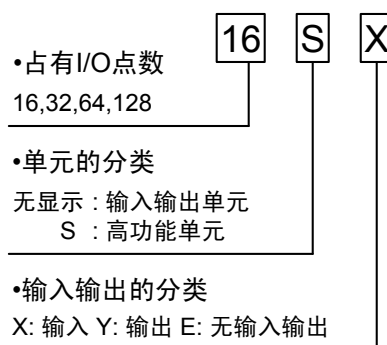 16 S X
•占有I/O点数
16,32,64,128
•单元的分类
无显示 : 输入输出单元
S : 高功能单元
•输入输出的分类
X: 输入 Y: 输出 E: 无输入输出